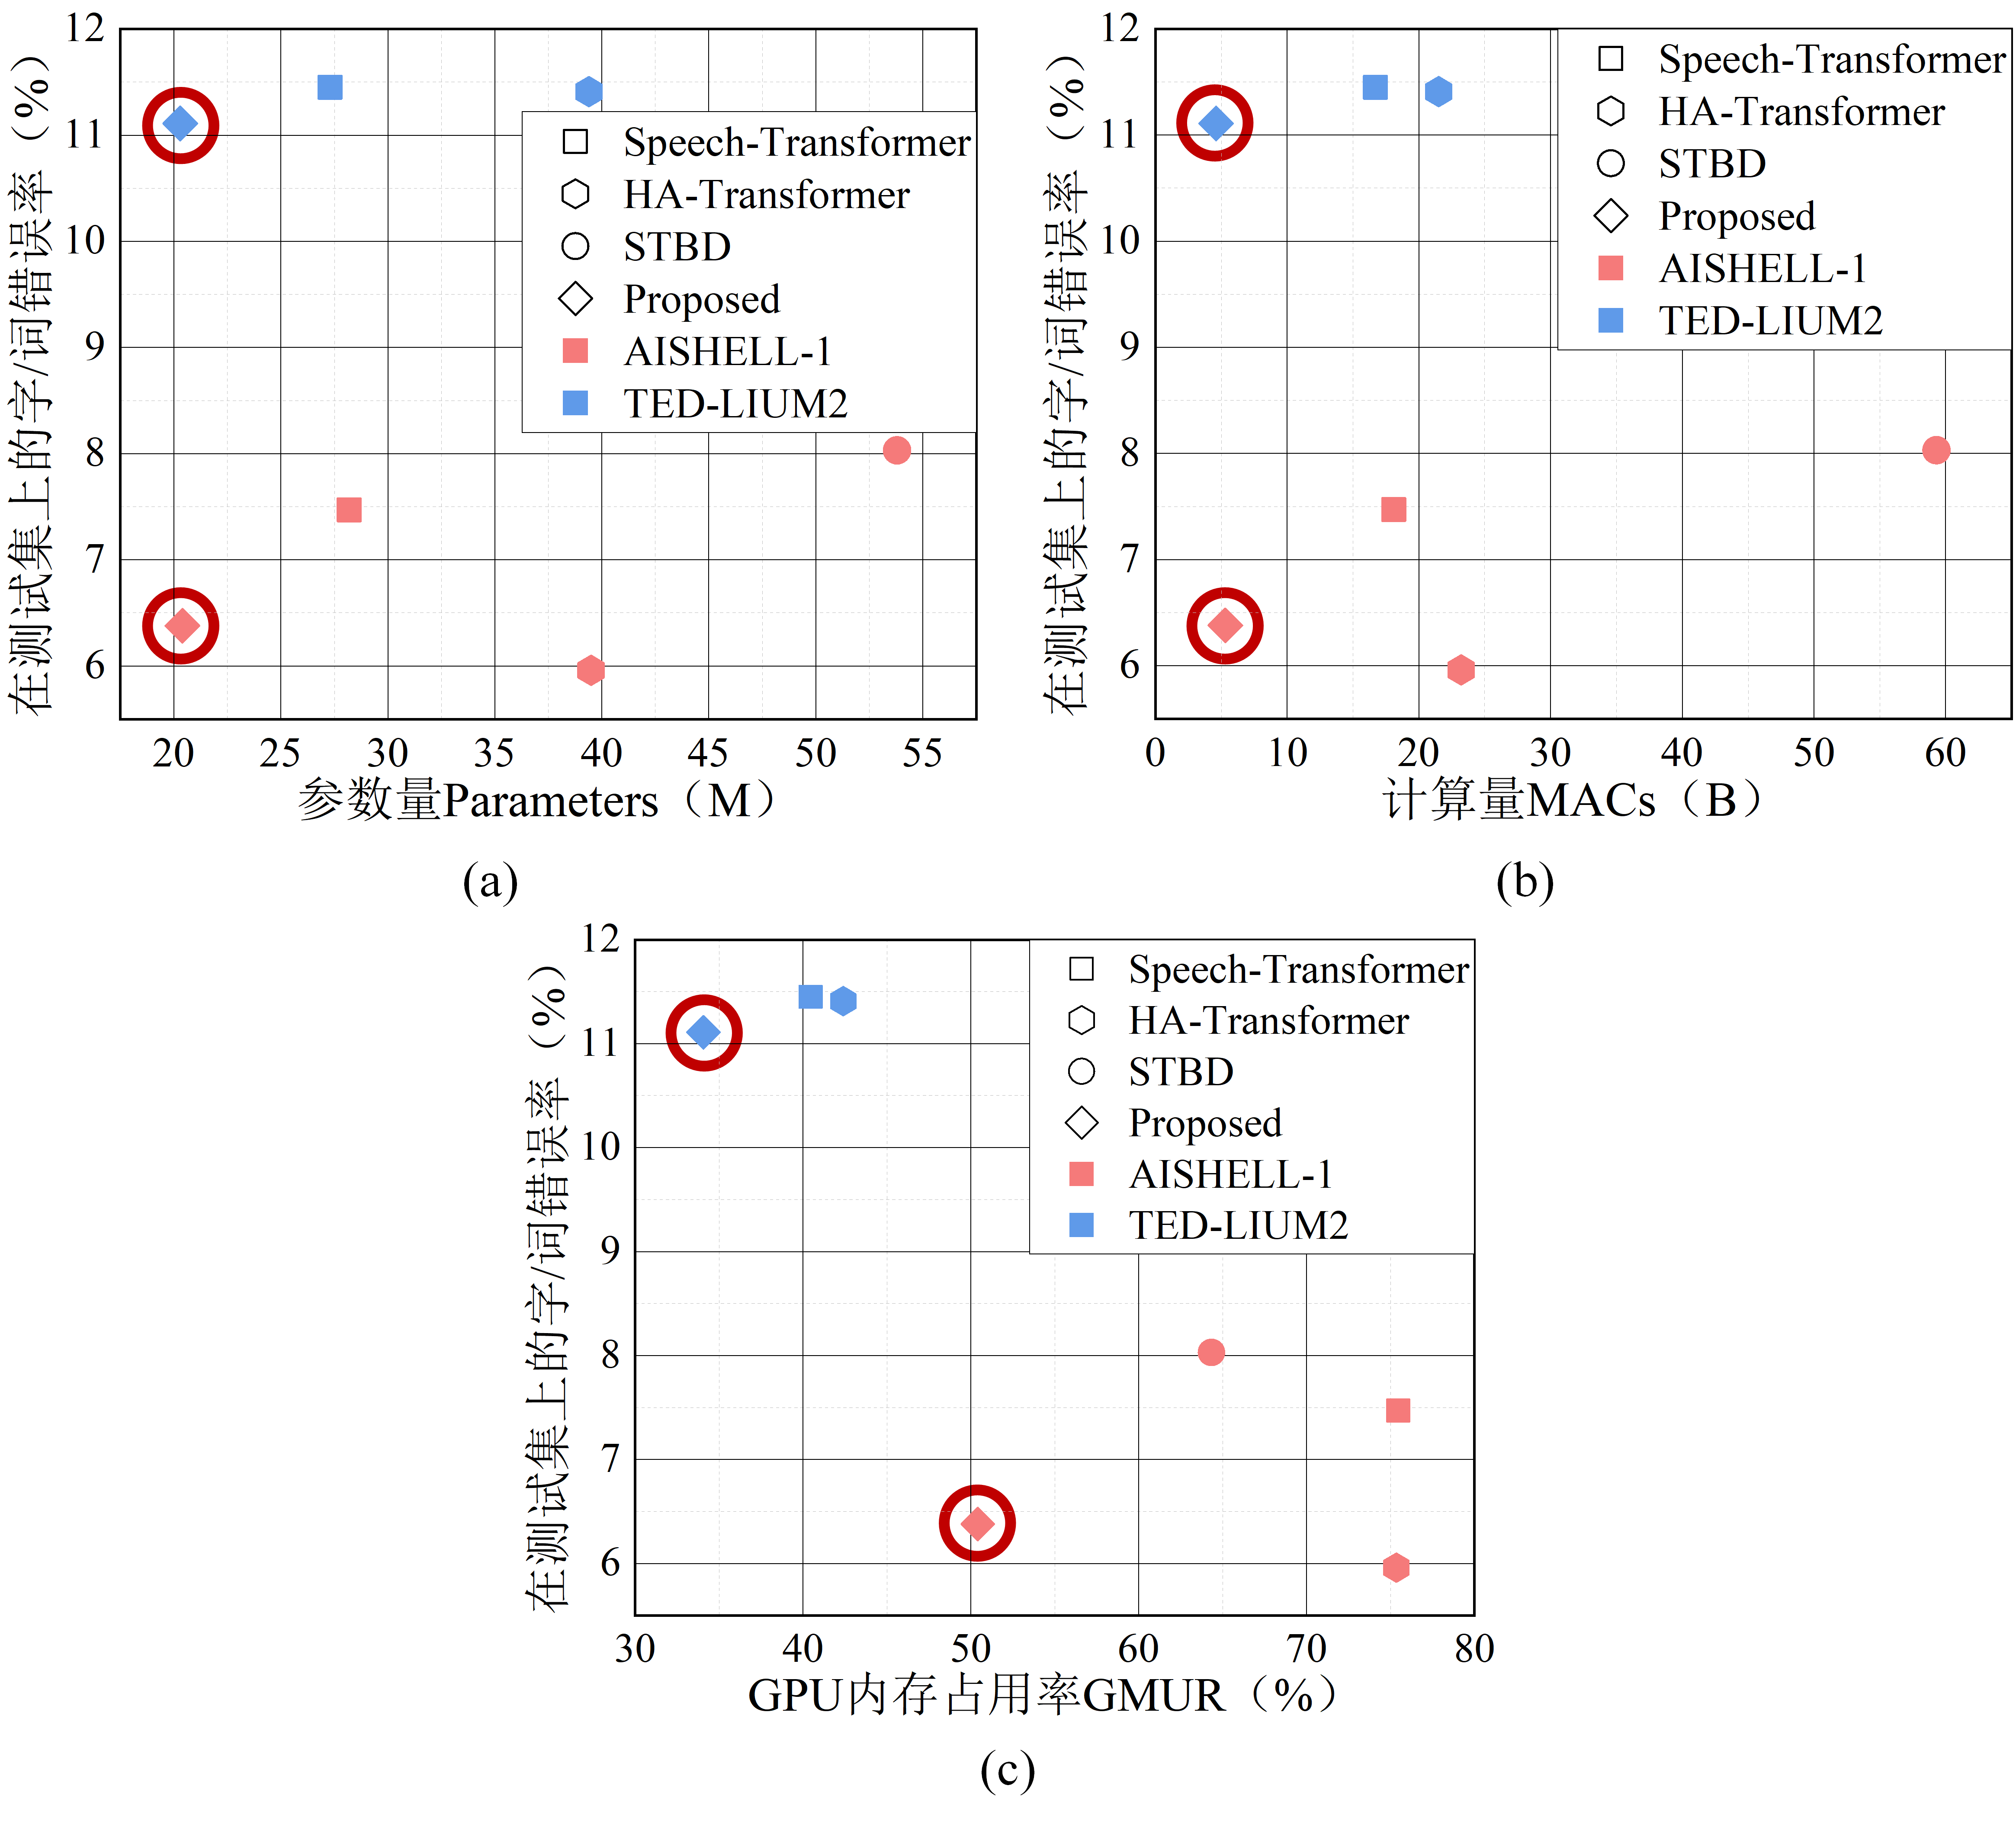 在测试集上的字/词错误率（%）
12
11
10
9
8
7
6
Speech-Transformer
HA-Transformer
STBD
Proposed
AISHELL-1
TED-LIUM2
20 25 30 35 40 45 50 55
参数量Parameters（M）
(a)
在测试集上的字/词错误率（%）
12
11
10
9
8
7
6
Speech-Transformer
HA-Transformer
STBD
Proposed
AISHELL-1
TED-LIUM2
0 10 20 30 40 50 60
计算量MACs（B）
(b)
在测试集上的字/词错误率（%）
12
11
10
9
8
7
6
Speech-Transformer
HA-Transformer
STBD
Proposed
AISHELL-1
TED-LIUM2
30 40 50 60 70 80
GPU内存占用率GMUR（%）
(c)